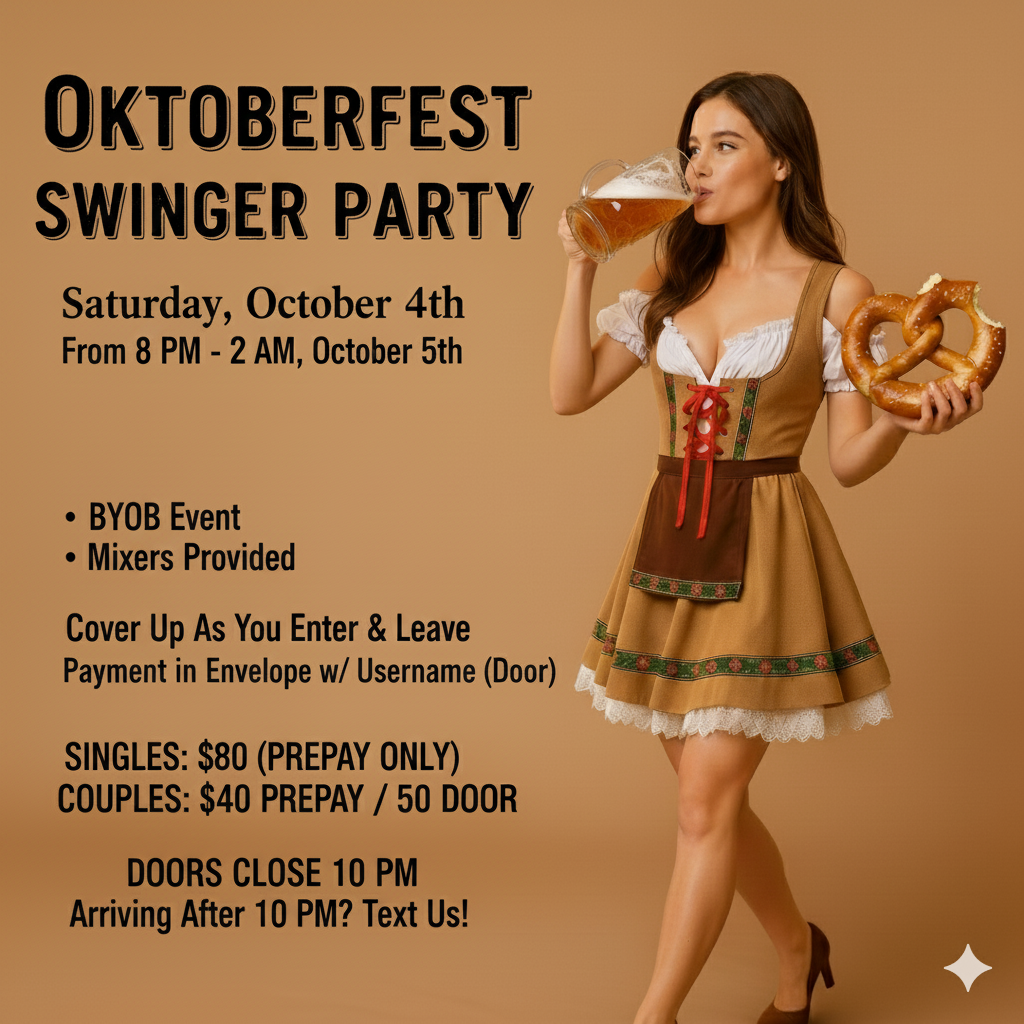 OKTOBERFEST
SWINGER PARTY
Saturday, October 4th
From 8 PM - 2 AM, October 5th
• BYOB Event
• Mixers Provided
Cover Up As You Enter & Leave
Payment in Envelope w/ Username (Door)
SINGLES: $80 (PREPAY ONLY)
COUPLES: $40 PREPAY / 50 DOOR
DOORS CLOSE 10 PM
Arriving After 10 PM? Text Us!